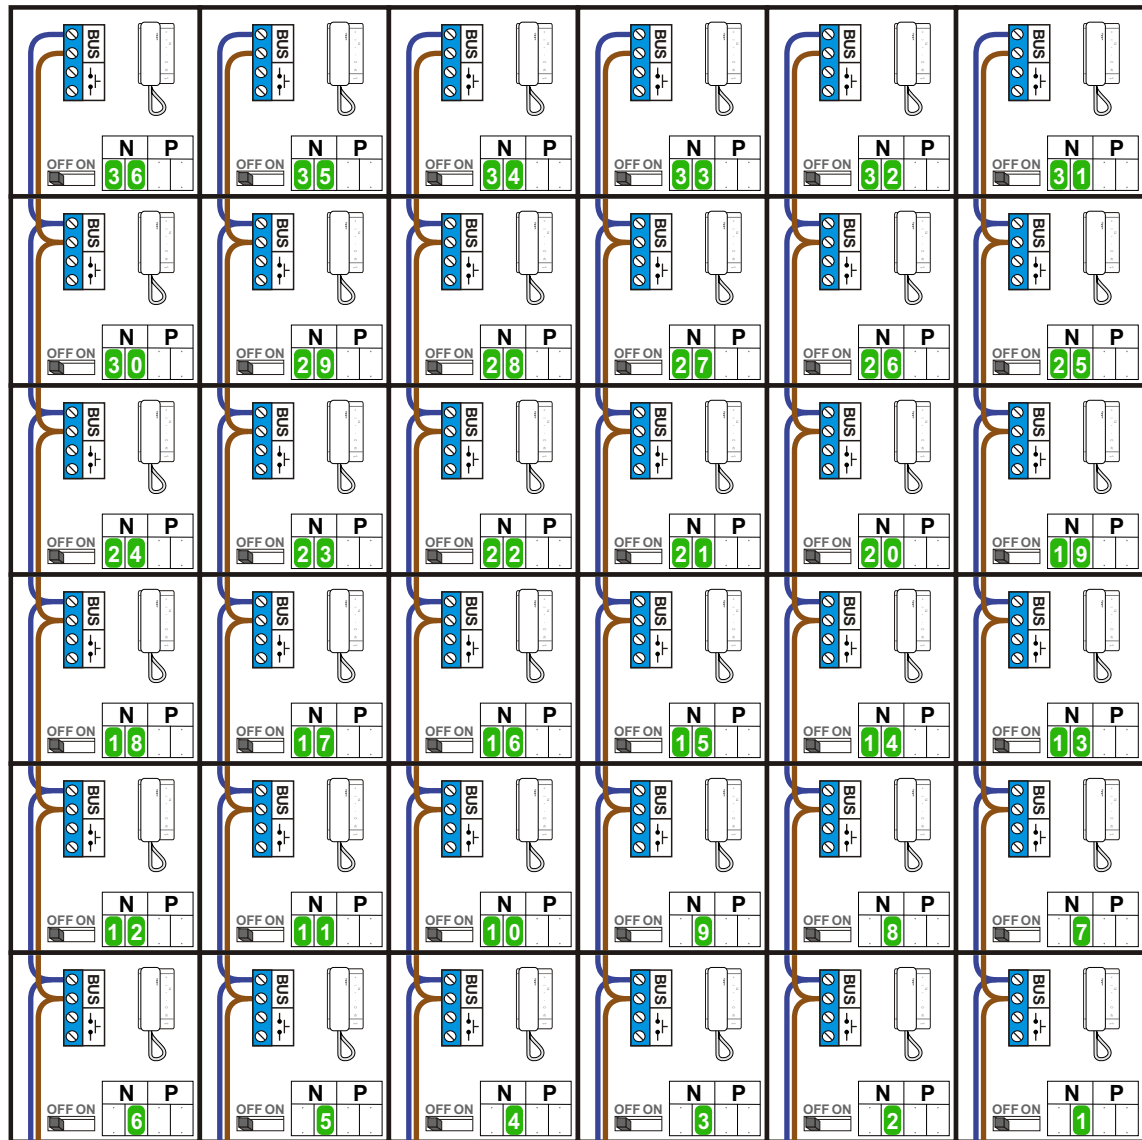 BUS BUS BUS BUS BUS BUS
N P N P N P N P N P N P
OFF ON 36 OFF ON 35 OFF ON 34 OFF ON 33 OFF ON 32 OFF ON 31
BUS BUS BUS BUS BUS BUS
N P N P N P N P N P N P
OFF ON 30 OFF ON 29 OFF ON 28 OFF ON 27 OFF ON 26 OFF ON 25
BUS BUS BUS BUS BUS BUS
N P N P N P N P N P N P
OFF ON 24 OFF ON 23 OFF ON 22 OFF ON 21 OFF ON 20 OFF ON 19
BUS BUS BUS BUS BUS BUS
N P N P N P N P N P N P
OFF ON 18 OFF ON 17 OFF ON 16 OFF ON 15 OFF ON 14 OFF ON 13
BUS BUS BUS BUS BUS BUS
N P N P N P N P N P N P
OFF ON 12 OFF ON 11 OFF ON 10 OFF ON 9 OFF ON 8 OFF ON 7
BUS BUS BUS BUS BUS BUS
N P N P N P N P N P N P
OFF ON 6 OFF ON 5 OFF ON 4 OFF ON 3 OFF ON 2 OFF ON 1